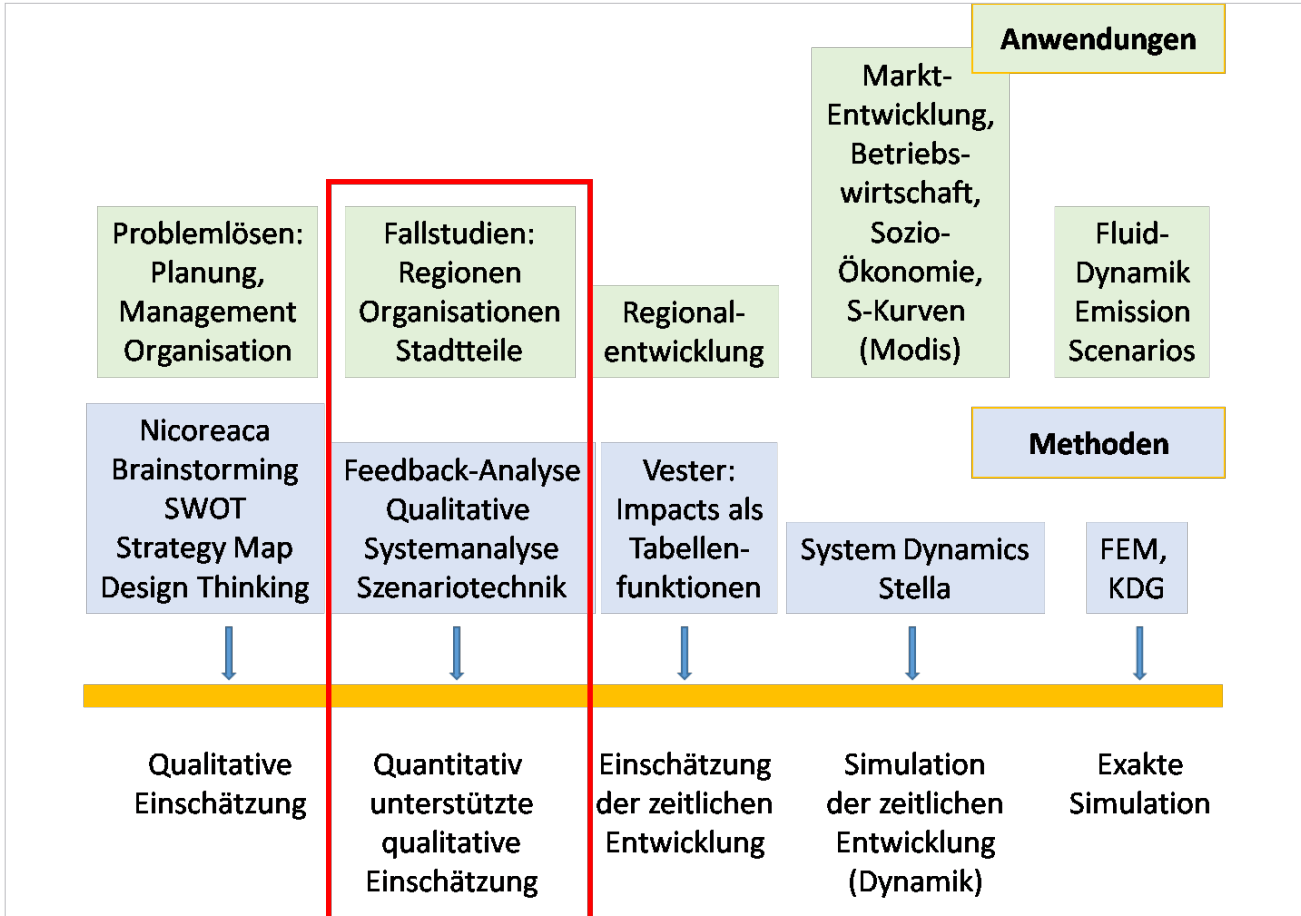 Anwendungen
Problemlösen:
Planung,
Management
Organisation
Fallstudien:
Regionen
Organisationen
Stadtteile
Regional-
entwicklung
Markt-
Entwicklung,
Betriebs-
wirtschaft,
Sozio-
Ökonomie,
S-Kurven
(Modis)
Fluid-
Dynamik
Emission
Scenarios
Methoden
Nicoreaca
Brainstorming
SWOT
Strategy Map
Design Thinking
Feedback-Analyse
Qualitative
Systemanalyse
Szenariotechnik
Vester:
Impacts als
Tabellen-
funktionen
System Dynamics
Stella
FEM,
KDG
Qualitative
Einschätzung
Quantitativ
unterstützte
qualitative
Einschätzung
Einschätzung
der zeitlichen
Entwicklung
Simulation
der zeitlichen
Entwicklung
(Dynamik)
Exakte
Simulation